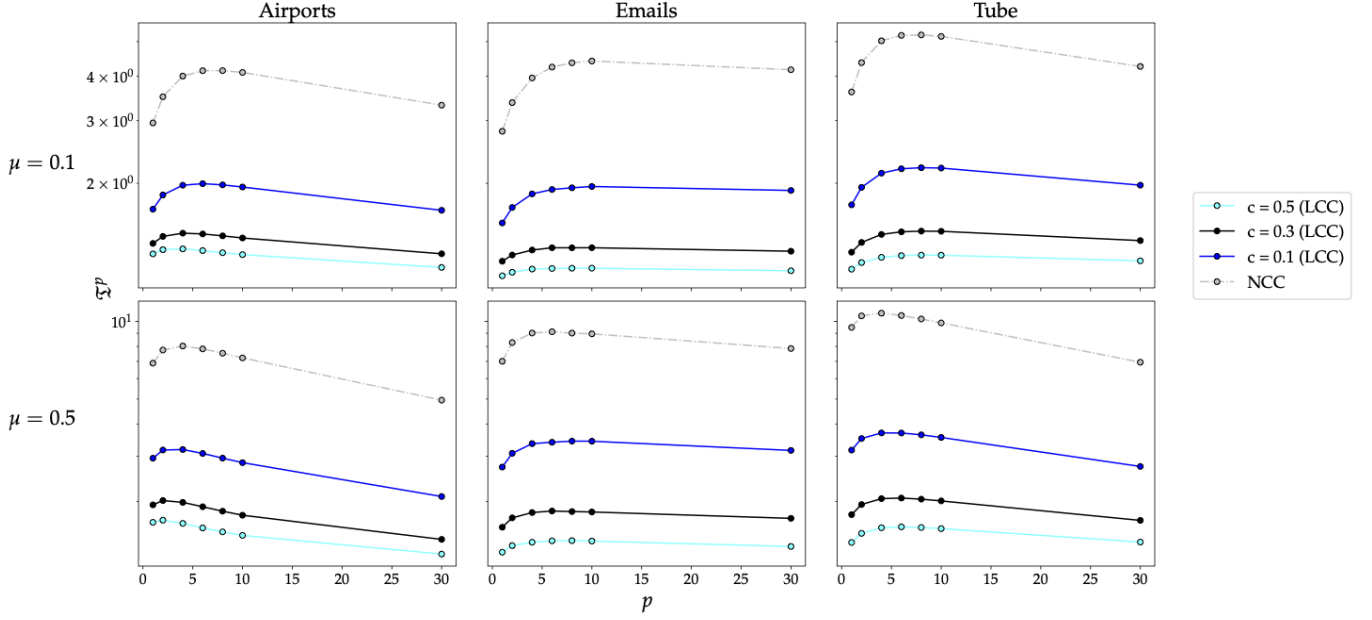 Airports Emails Tube
4 × 10⁰
3 × 10⁰
μ = 0.1
2 × 10⁰
c = 0.5 (LCC)
c = 0.3 (LCC)
c = 0.1 (LCC)
NCC
10¹
μ = 0.5
0 5 10 15 20 25 30 0 5 10 15 20 25 30 0 5 10 15 20 25 30
p